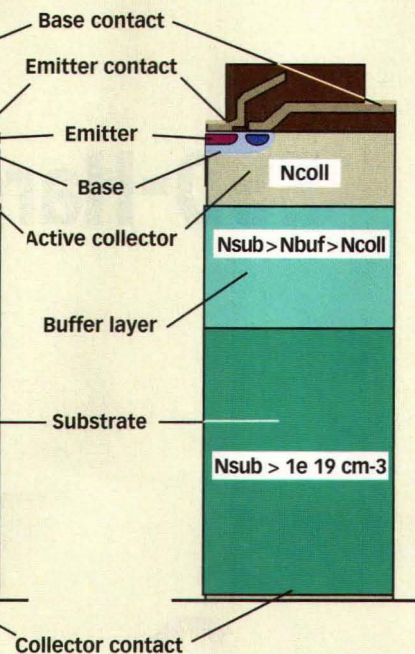 Base contact
Emitter contact
Emitter
Base
Ncoll
Active collector
Nsub>Nbuf>Ncoll
Buffer layer
Substrate
Nsub > 1e 19 cm-3
Collector contact